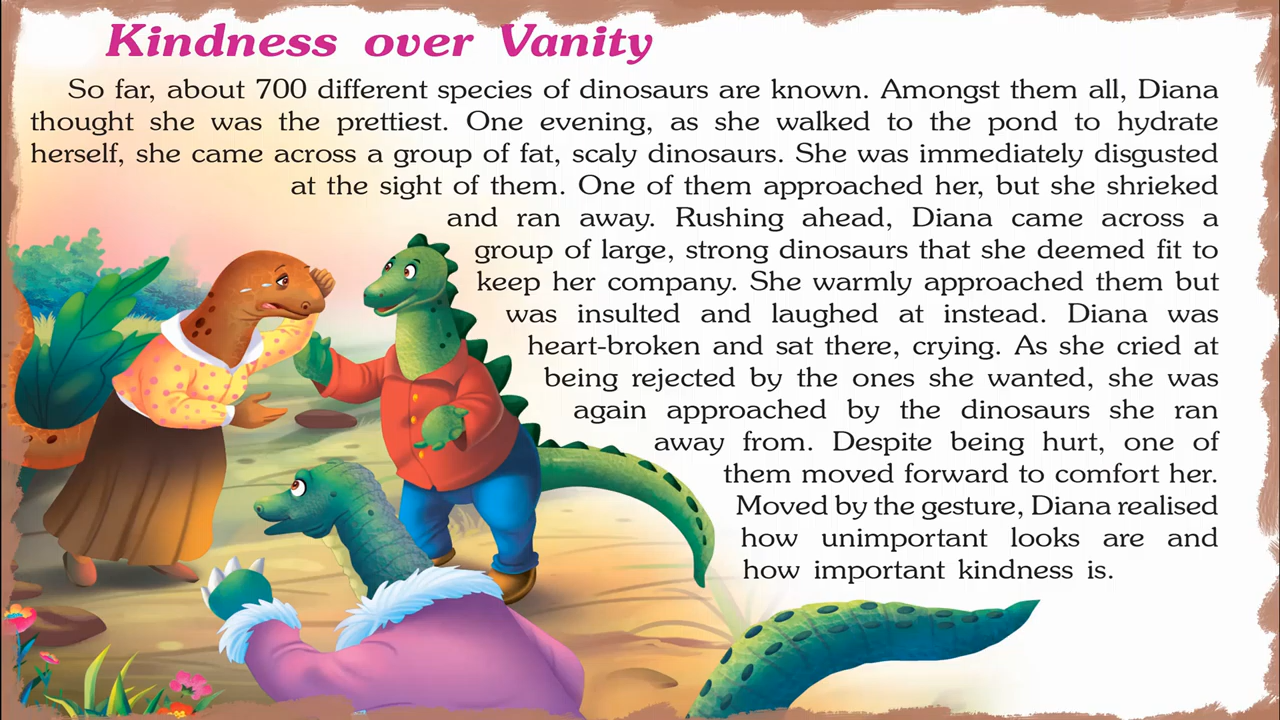 Kindness over Vanity
So far, about 700 different species of dinosaurs are known. Amongst them all, Diana
thought she was the prettiest. One evening, as she walked to the pond to hydrate
herself, she came across a group of fat, scaly dinosaurs. She was immediately disgusted
at the sight of them. One of them approached her, but she shrieked
and ran away. Rushing ahead, Diana came across a
group of large, strong dinosaurs that she deemed fit to
keep her company. She warmly approached them but
was insulted and laughed at instead. Diana was
heart-broken and sat there, crying. As she cried at
being rejected by the ones she wanted, she was
again approached by the dinosaurs she ran
away from. Despite being hurt, one of
them moved forward to comfort her.
Moved by the gesture, Diana realised
how unimportant looks are and
how important kindness is.